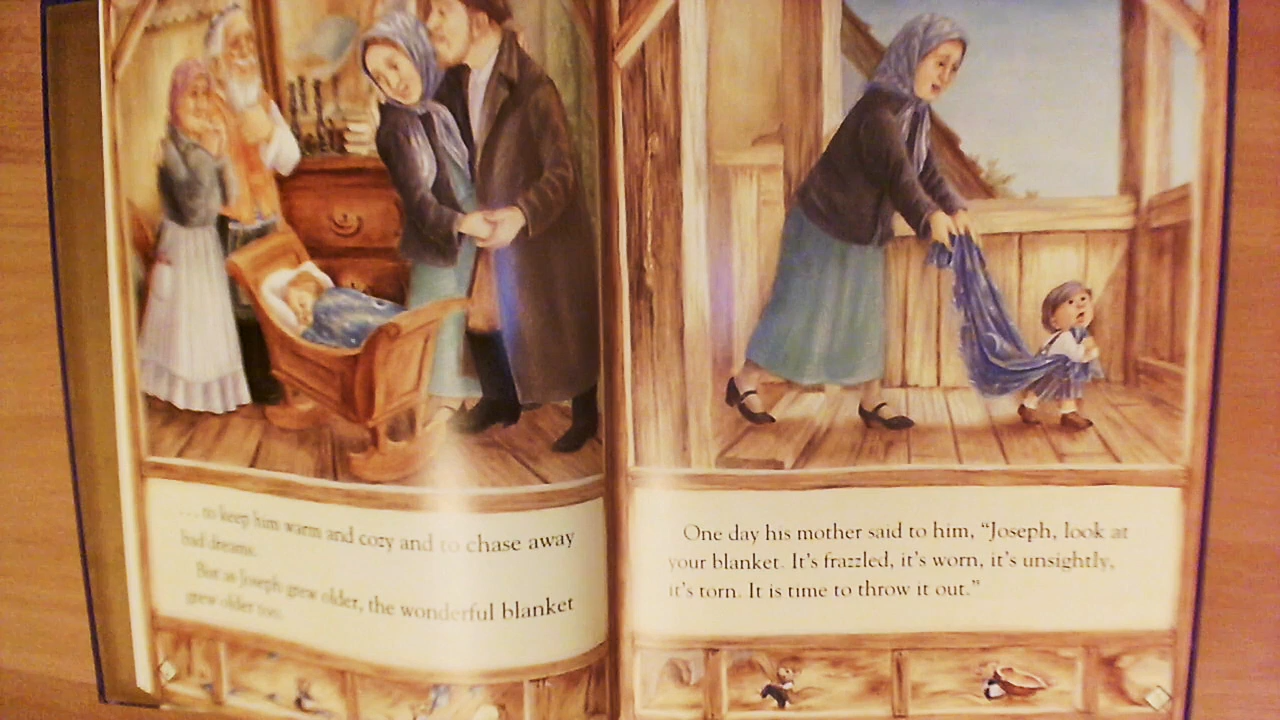 ... to keep him warm and cozy and to chase away
bad dreams.
But as Joseph grew older, the wonderful blanket
grew older too.
One day his mother said to him, “Joseph, look at
your blanket. It’s frazzled, it’s worn, it’s unsightly,
it’s torn. It is time to throw it out.”